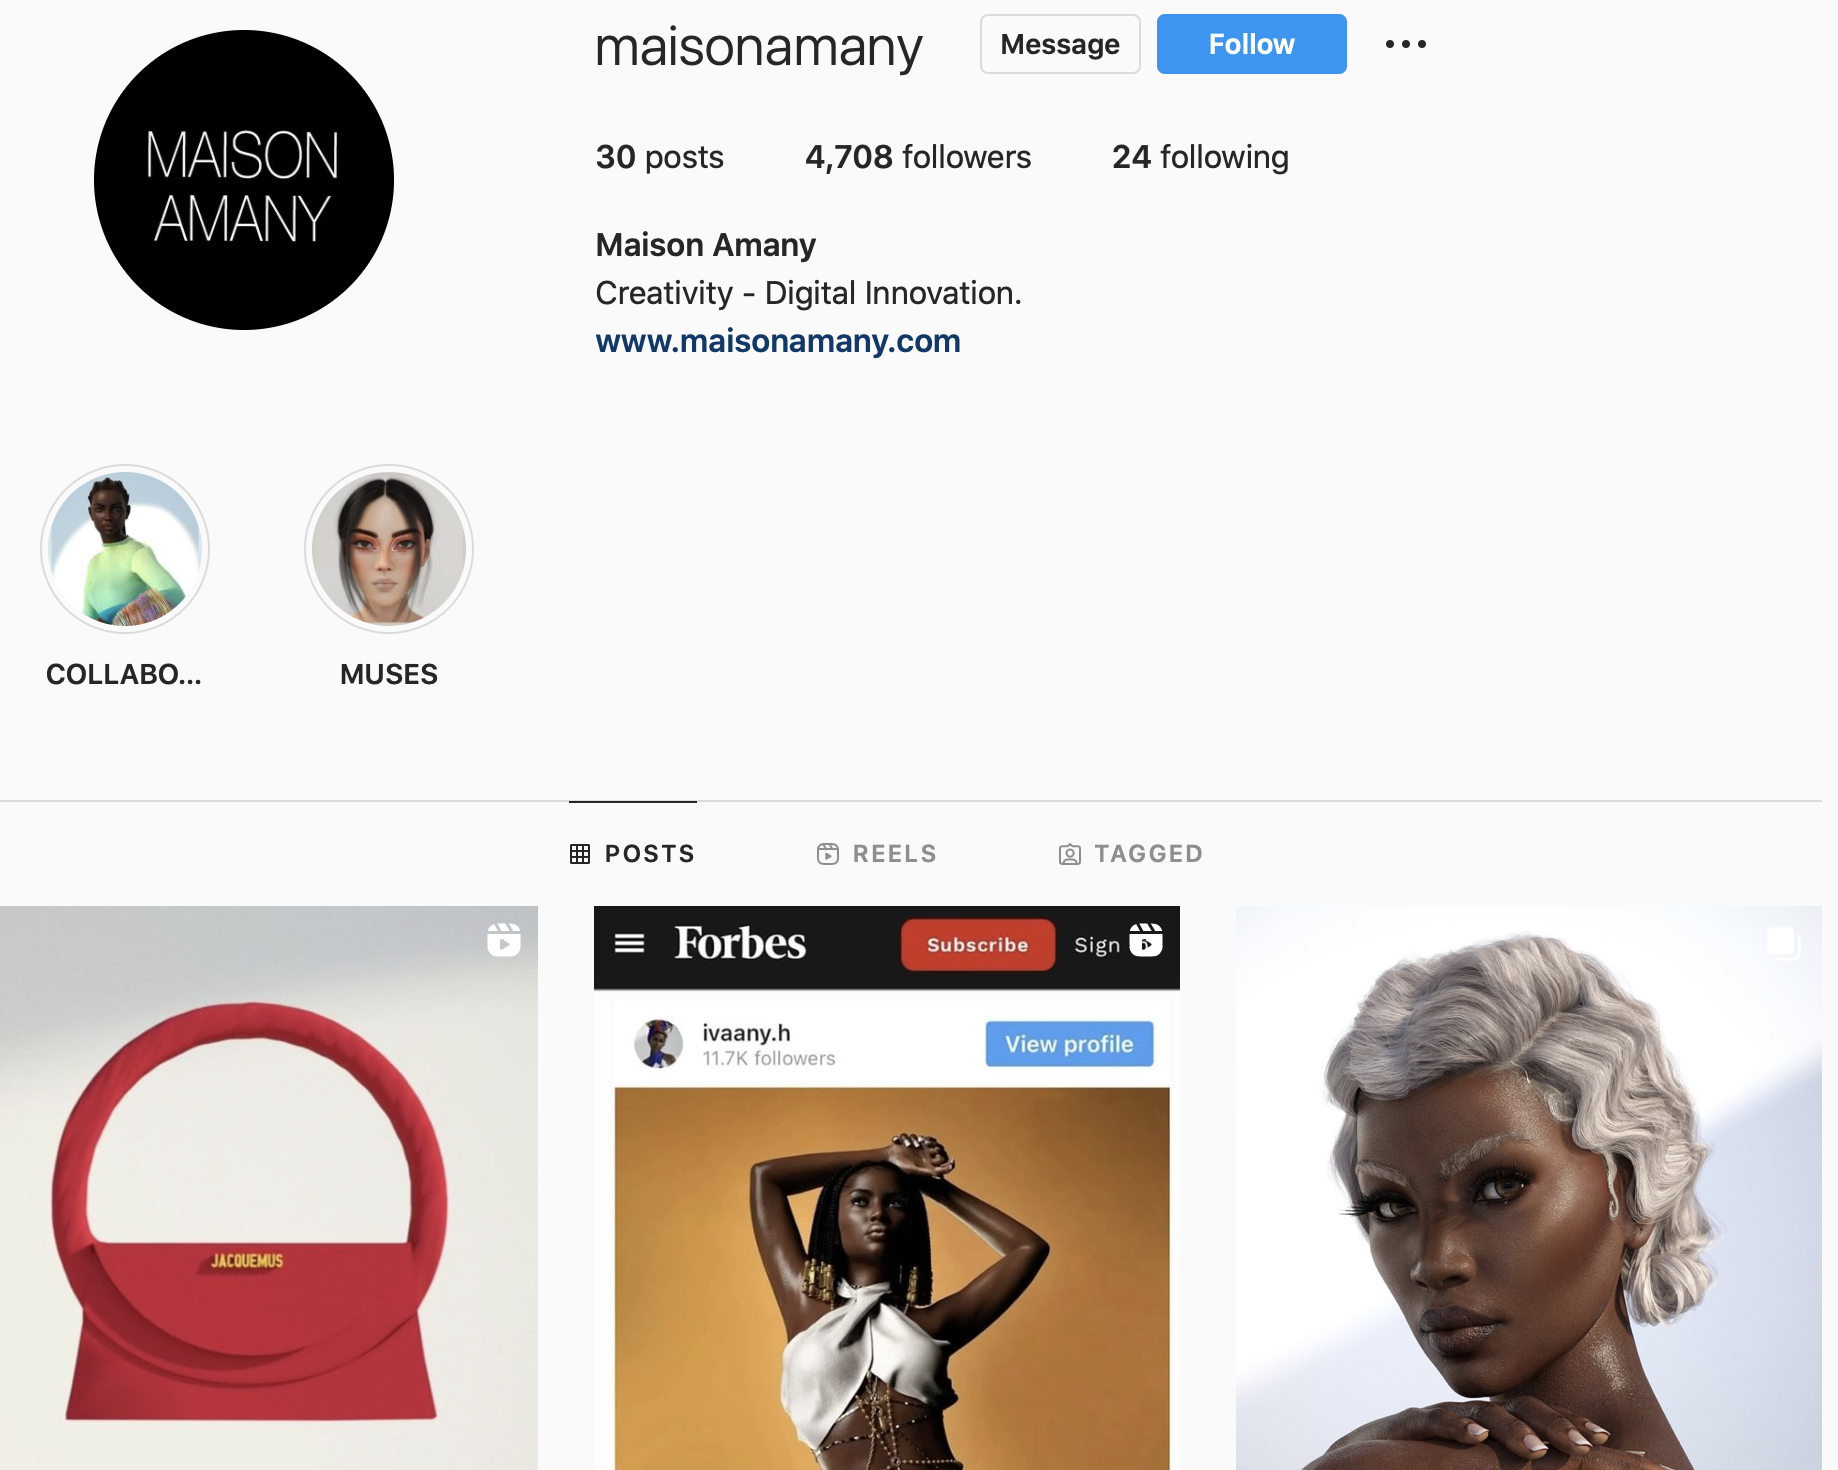 MAISON
AMANY
maisonamany
Message
Follow
30 posts
4,708 followers
24 following
Maison Amany
Creativity - Digital Innovation.
www.maisonamany.com
COLLABO...
MUSES
POSTS
REELS
TAGGED
JACQUEMUS
Forbes
Subscribe
Sign
ivaany.h
11.7K followers
View profile